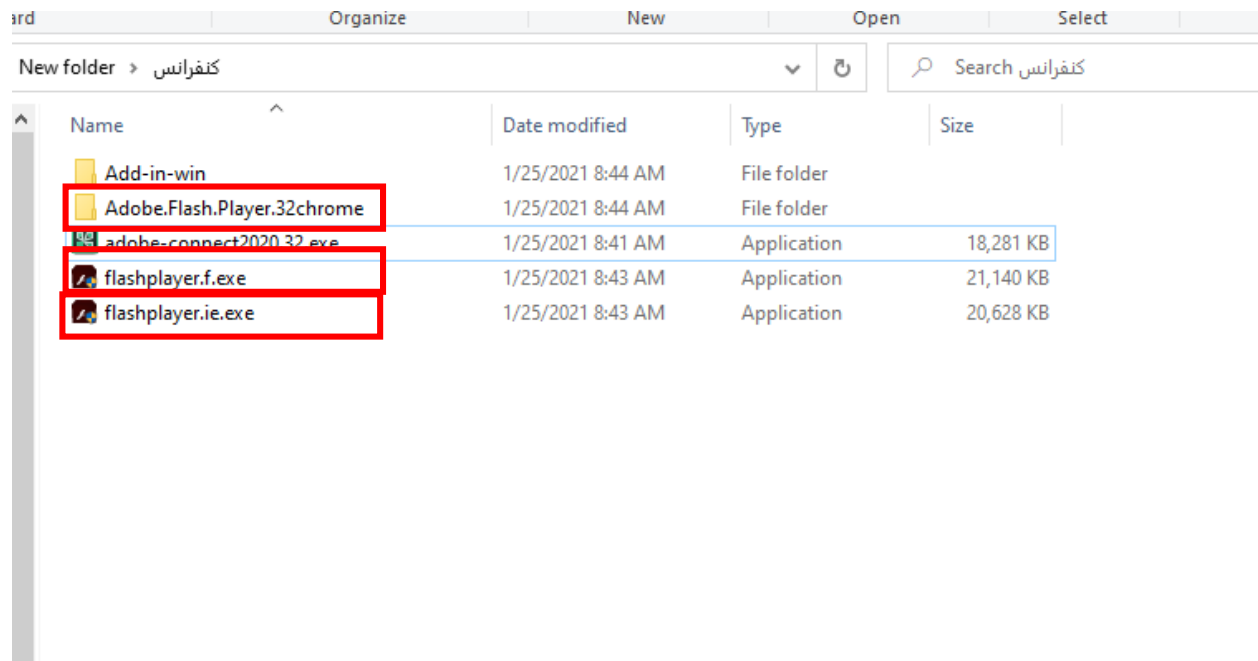 ard Organize New Open Select
New folder › کنفرانس Search کنفرانس
Name Date modified Type Size
Add-in-win 1/25/2021 8:44 AM File folder
Adobe.Flash.Player.32chrome 1/25/2021 8:44 AM File folder
adobe-connect2020.32.exe 1/25/2021 8:41 AM Application 18,281 KB
flashplayer.f.exe 1/25/2021 8:43 AM Application 21,140 KB
flashplayer.ie.exe 1/25/2021 8:43 AM Application 20,628 KB